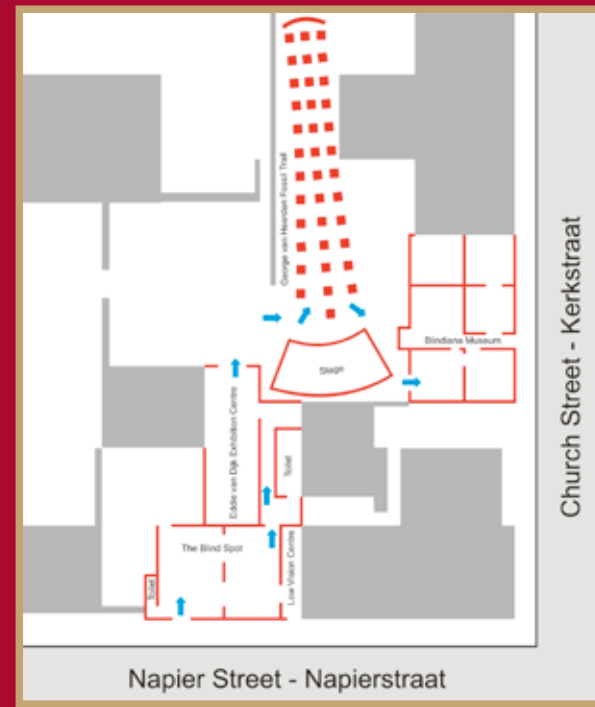 George van Heerden Fossil Trail
Blindiana Museum
Stage
Eddie van Dijk Exhibition Centre
Toilet
The Blind Spot
Low Vision Centre
Toilet
Church Street - Kerkstraat
Napier Street - Napierstraat